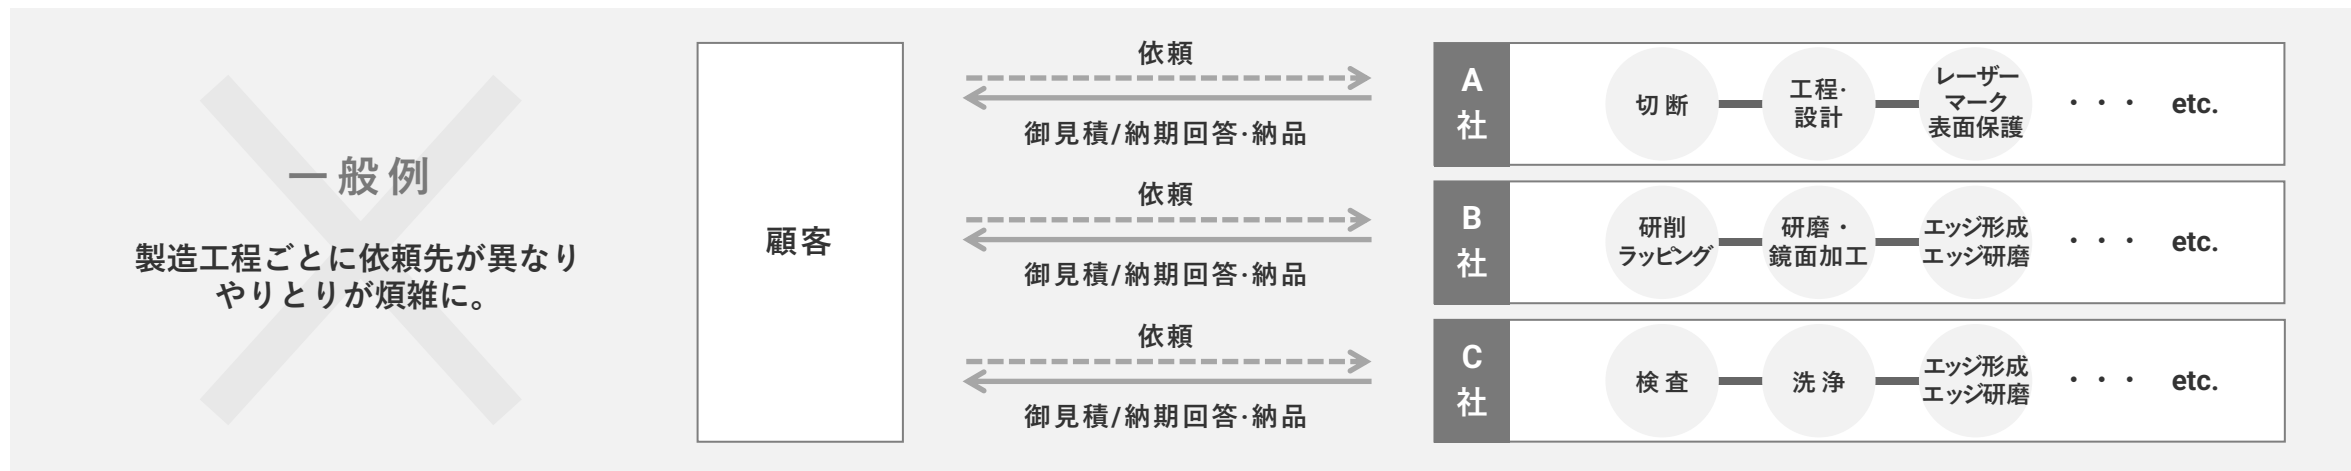 一般例
製造工程ごとに依頼先が異なり
やりとりが煩雑に。
顧客
依頼
御見積/納期回答·納品
依頼
御見積/納期回答·納品
依頼
御見積/納期回答·納品
A社
切断
工程·
設計
レーザー
マーク
表面保護
・・・ etc.
B社
研削
ラッピング
研磨・
鏡面加工
エッジ形成
エッジ研磨
・・・ etc.
C社
検査
洗浄
エッジ形成
エッジ研磨
・・・ etc.